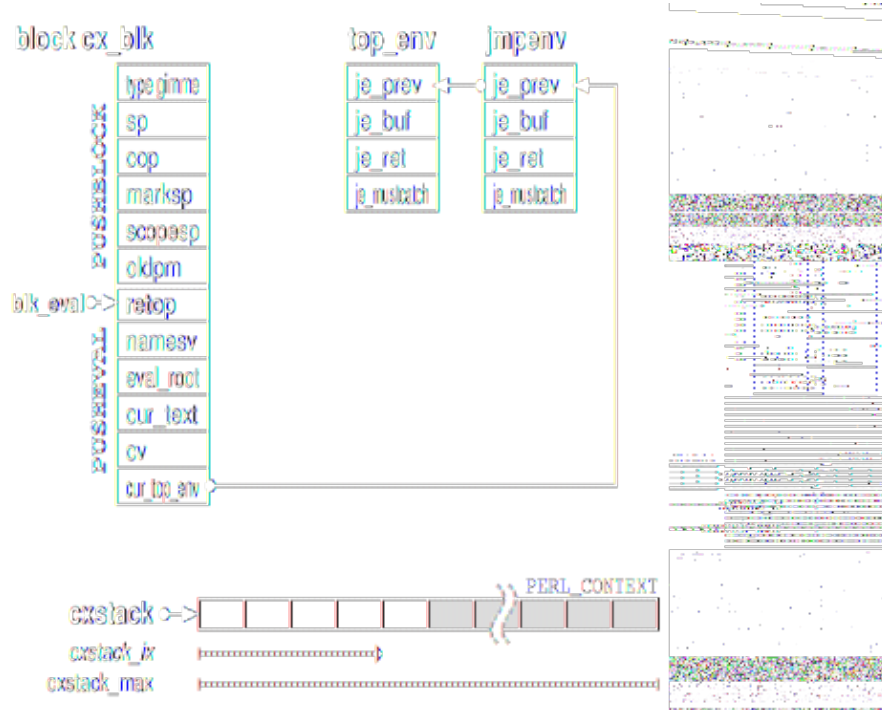 block cx_blk
top_env
jmpenv
type gimme
sp
cop
marksp
scopesp
oldpm
PUSHBLOCK
blk_eval
retop
namesv
eval_root
cur_text
cv
cur_top_env
PUSHEVAL
je_prev
je_buf
je_ret
je_mustcatch
je_prev
je_buf
je_ret
je_mustcatch
PERL_CONTEXT
cxstack
cxstack_ix
cxstack_max